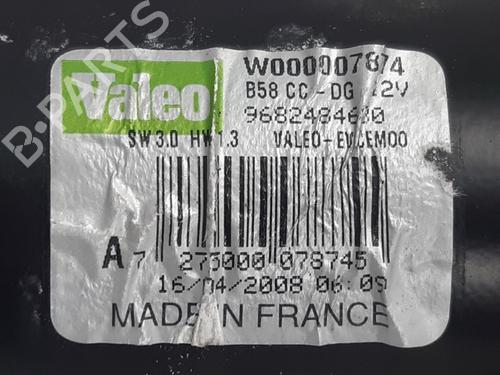 Valeo
W000007874
B58 CC - DG 12V
9682484680
SW 3.0 HW 1.3 VALEO-EWCEM00
A 7 275000 078745
16/04/2008 06:09
MADE IN FRANCE
B-PARTS